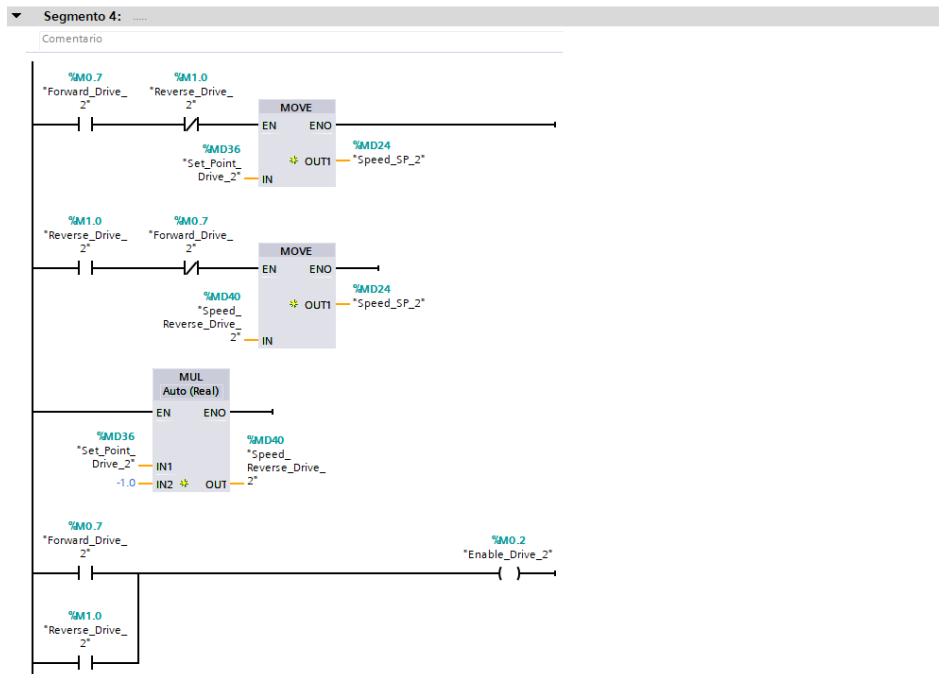 Segmento 4: .....
Comentario
%M0.7
"Forward_Drive_
2"
%M1.0
"Reverse_Drive_
2"
MOVE
EN ENO
%MD36
"Set_Point_
Drive_2"
IN
OUT1
%MD24
"Speed_SP_2"
%M1.0
"Reverse_Drive_
2"
%M0.7
"Forward_Drive_
2"
MOVE
EN ENO
%MD40
"Speed_
Reverse_Drive_
2"
IN
OUT1
%MD24
"Speed_SP_2"
MUL
Auto (Real)
EN ENO
%MD36
"Set_Point_
Drive_2"
IN1
-1.0
IN2
OUT
%MD40
"Speed_
Reverse_Drive_
2"
%M0.7
"Forward_Drive_
2"
%M0.2
"Enable_Drive_2"
%M1.0
"Reverse_Drive_
2"